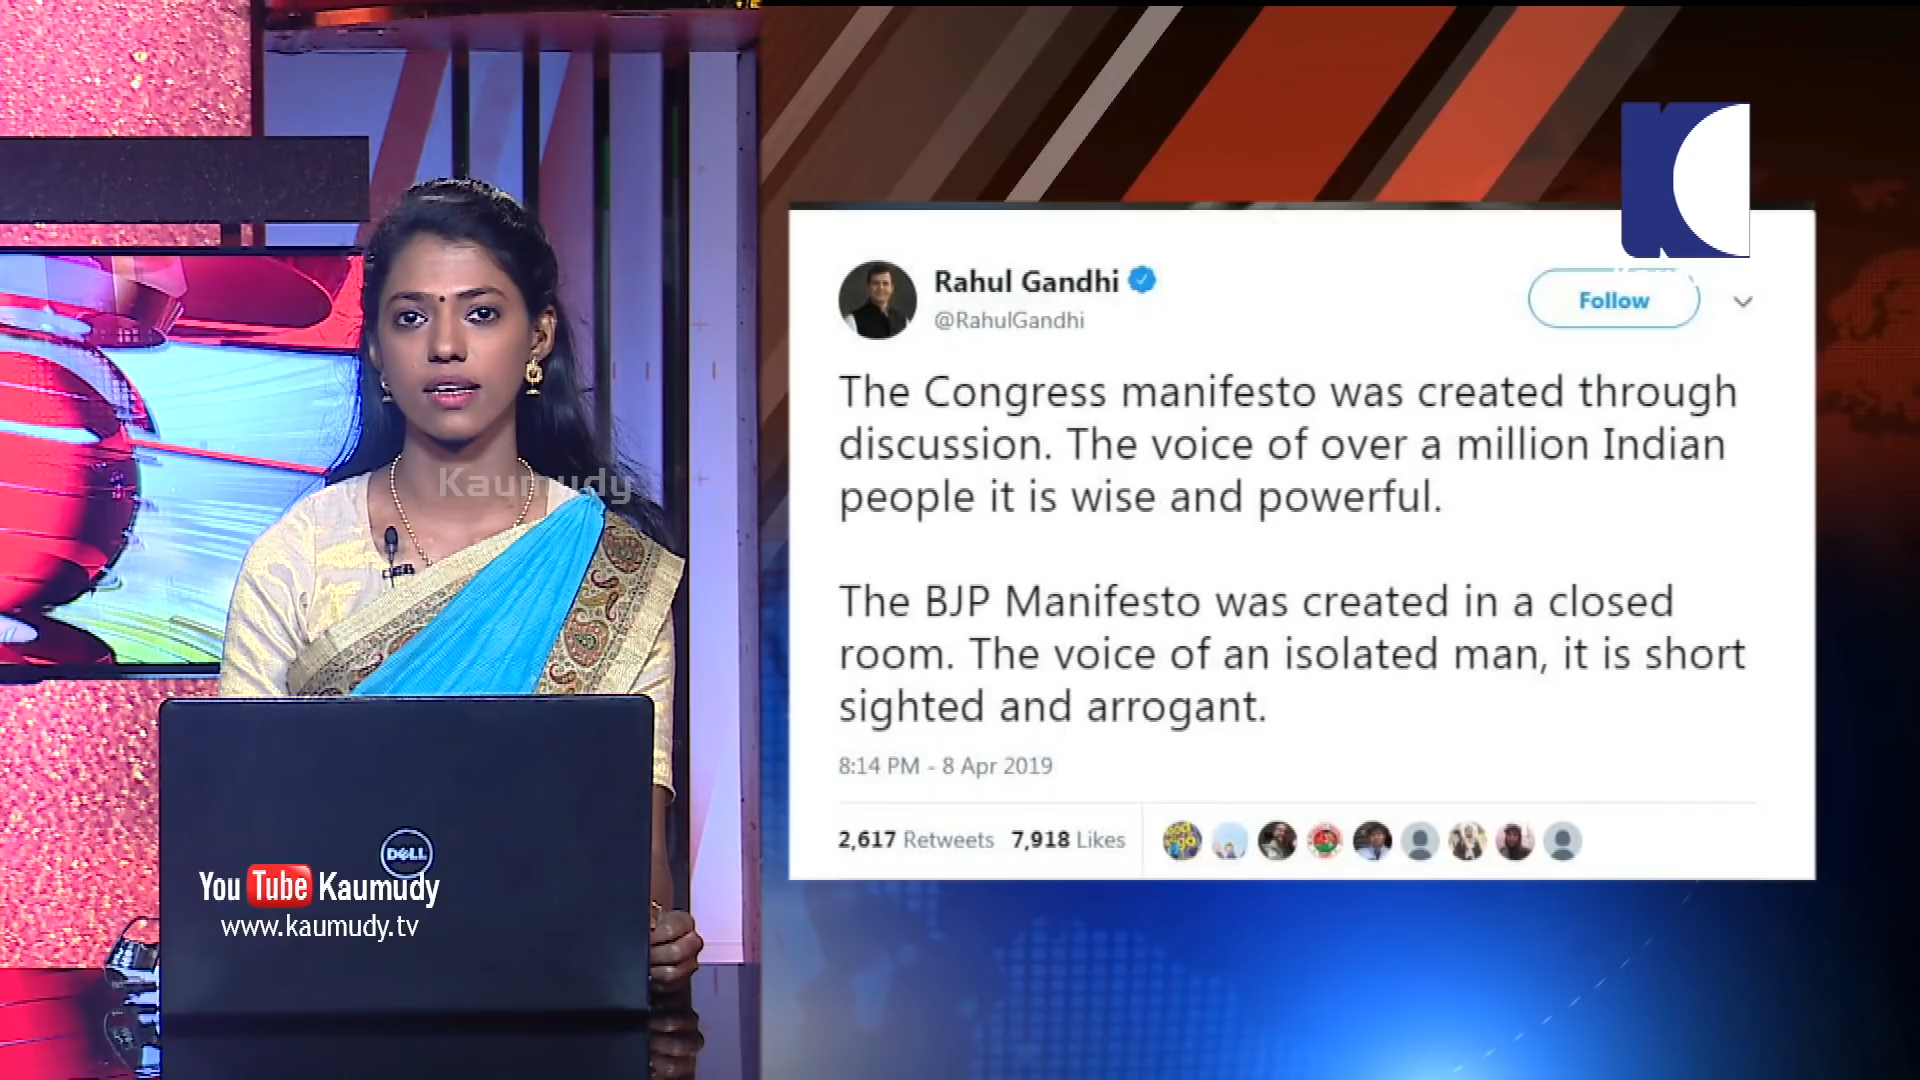 Rahul Gandhi
@RahulGandhi
Follow
The Congress manifesto was created through
discussion. The voice of over a million Indian
people it is wise and powerful.
The BJP Manifesto was created in a closed
room. The voice of an isolated man, it is short
sighted and arrogant.
8:14 PM - 8 Apr 2019
2,617 Retweets 7,918 Likes
Kaumudy
DELL
You Tube Kaumudy
www.kaumudy.tv